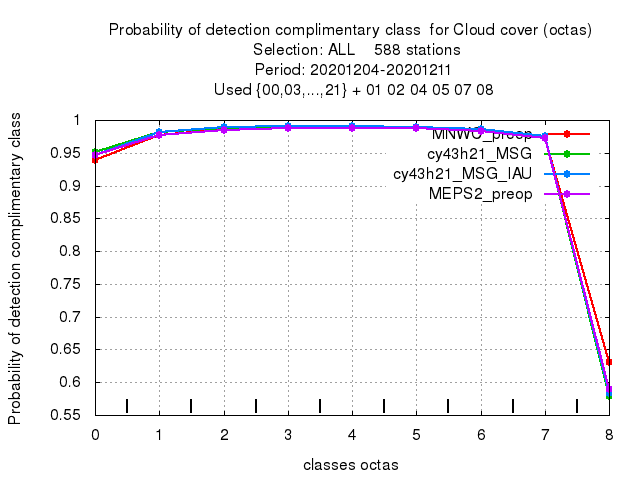 Probability of detection complimentary class  for Cloud cover (octas)
Selection: ALL    588 stations
Period: 20201204-20201211
Used {00,03,...,21} + 01 02 04 05 07 08
Probability of detection complimentary class
1
0.95
0.9
0.85
0.8
0.75
0.7
0.65
0.6
0.55
MNWC_preop
cy43h21_MSG
cy43h21_MSG_IAU
MEPS2_preop
0 1 2 3 4 5 6 7 8
classes octas